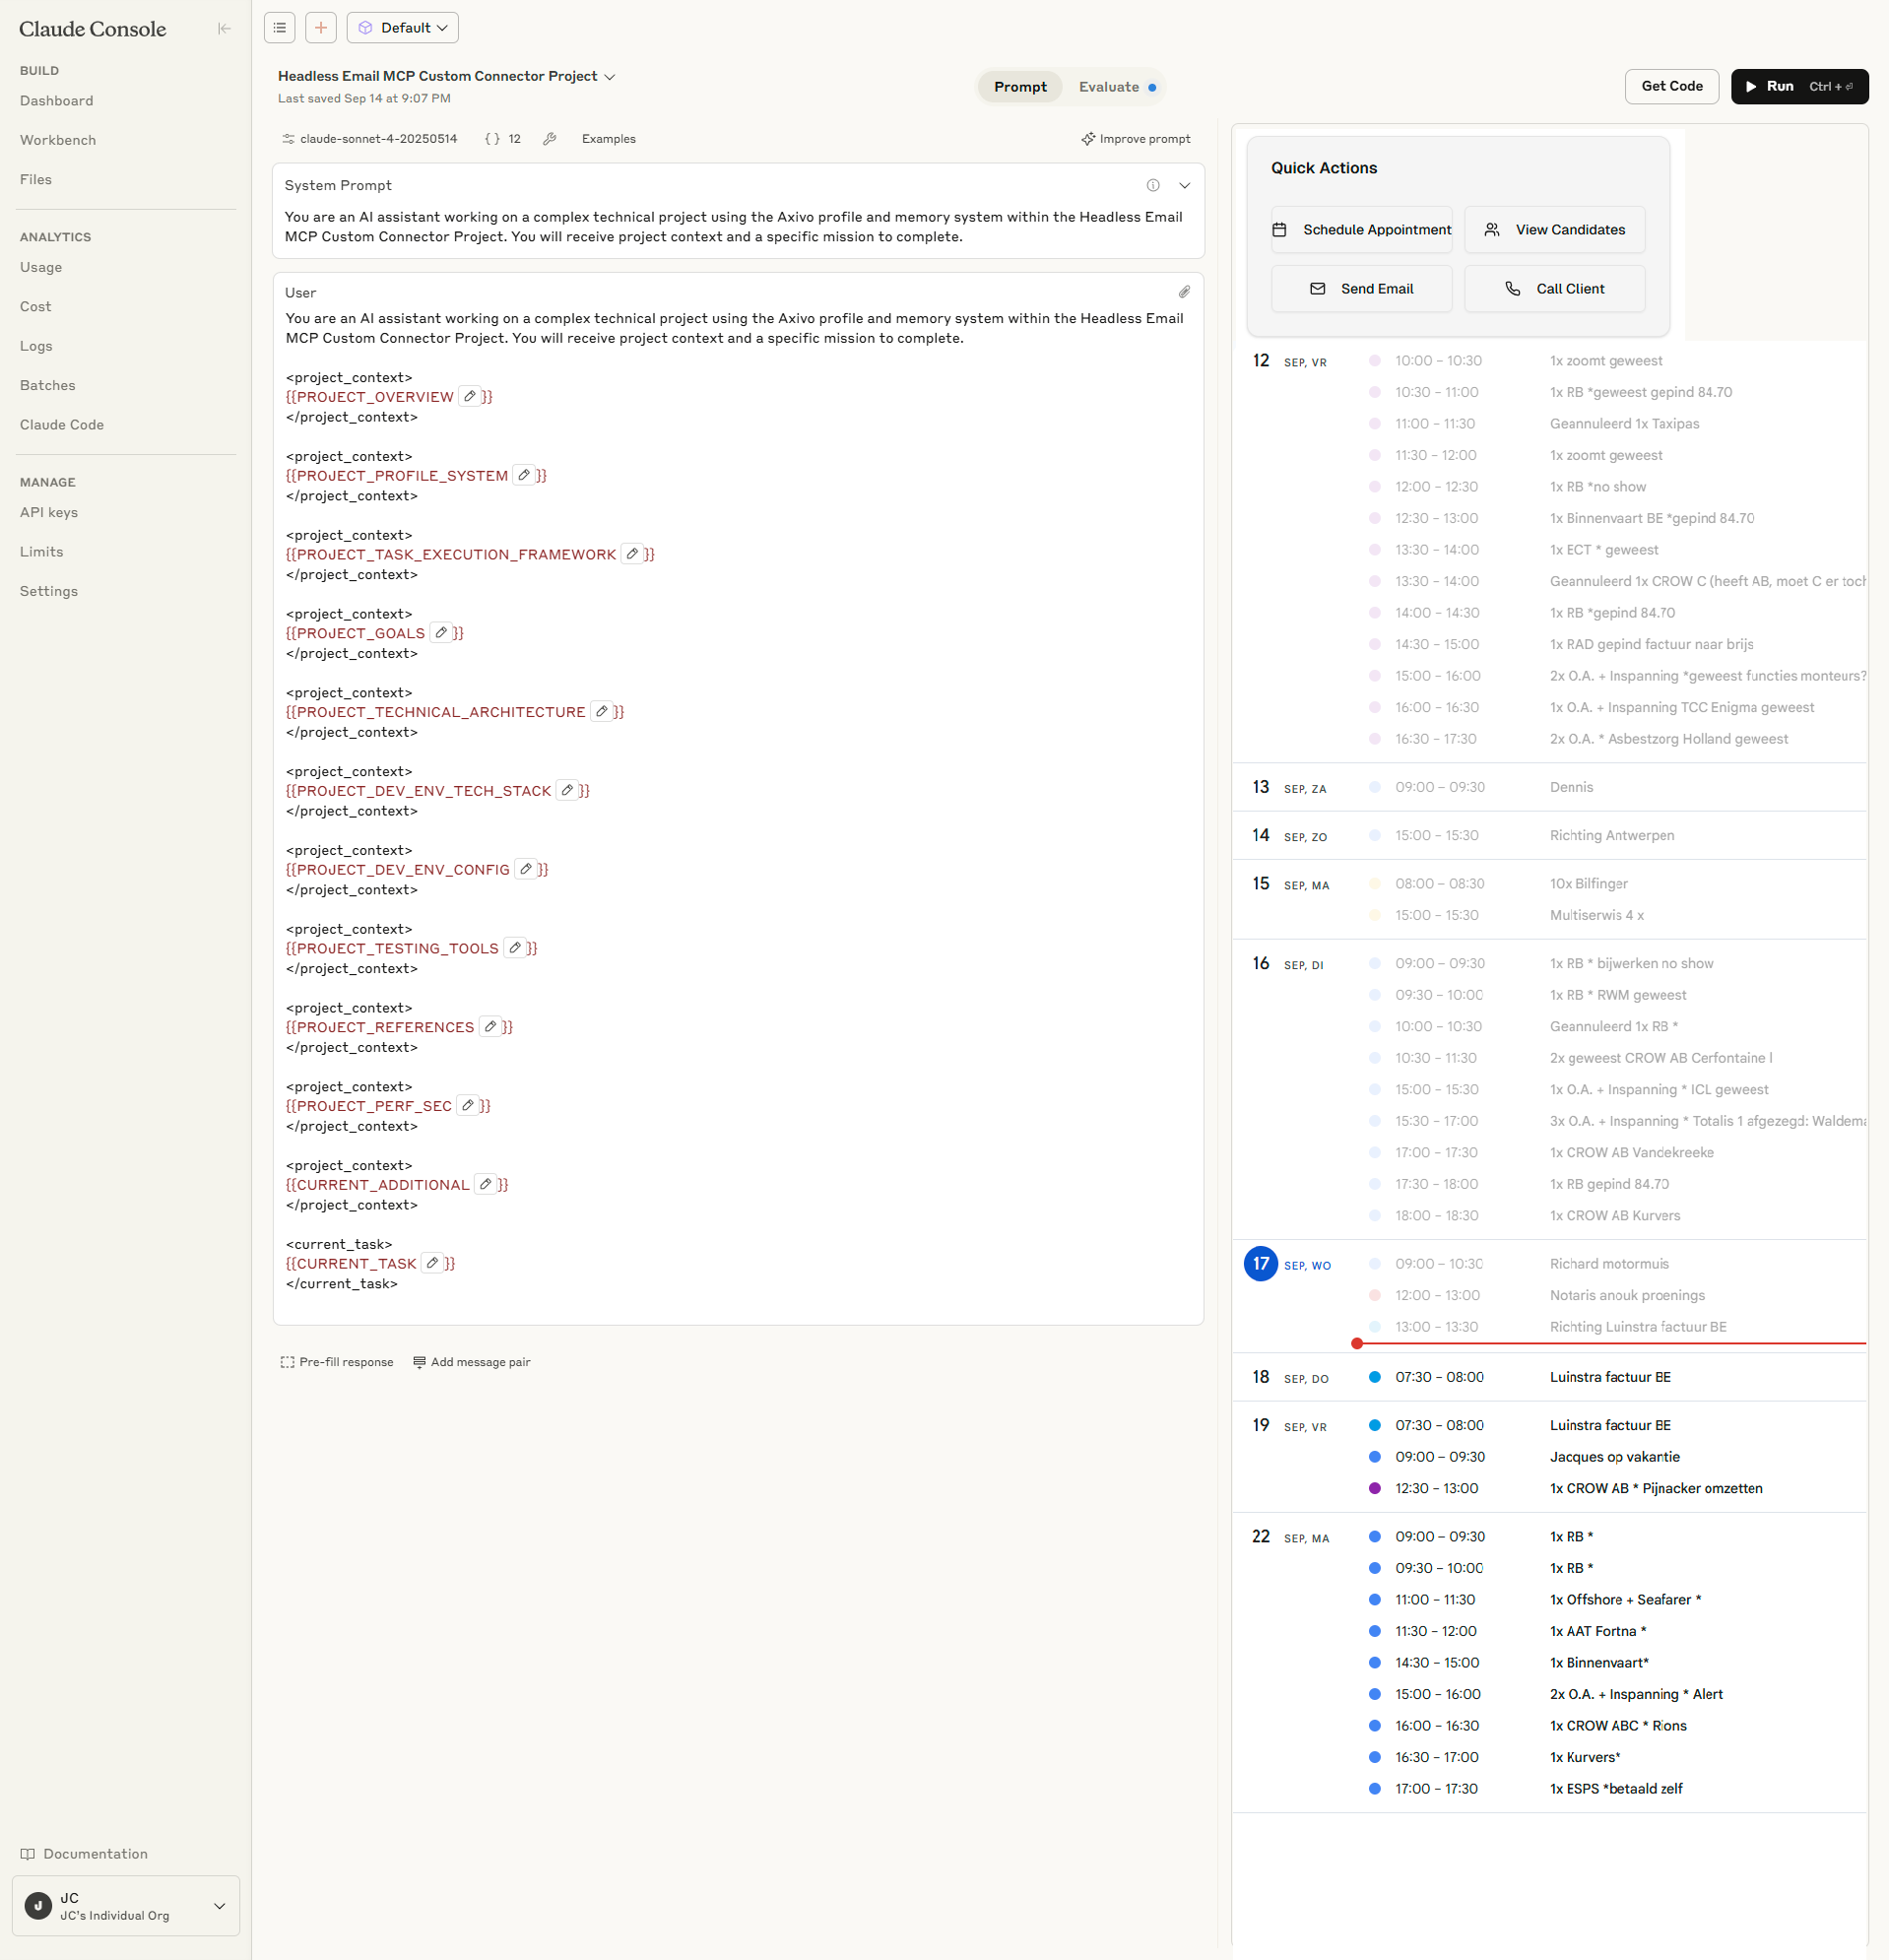 Claude Console
BUILD
Dashboard
Workbench
Files
ANALYTICS
Usage
Cost
Logs
Batches
Claude Code
MANAGE
API keys
Limits
Settings
Documentation
J
JC
JC's Individual Org
Default
Headless Email MCP Custom Connector Project
Last saved Sep 14 at 9:07 PM
Prompt
Evaluate
Get Code
Run Ctrl + ⏎
claude-sonnet-4-20250514
{} 12
Examples
Improve prompt
System Prompt
You are an AI assistant working on a complex technical project using the Axivo profile and memory system within the Headless Email
MCP Custom Connector Project. You will receive project context and a specific mission to complete.
User
You are an AI assistant working on a complex technical project using the Axivo profile and memory system within the Headless Email
MCP Custom Connector Project. You will receive project context and a specific mission to complete.
<project_context>
{{PROJECT_OVERVIEW}}
</project_context>
<project_context>
{{PROJECT_PROFILE_SYSTEM}}
</project_context>
<project_context>
{{PROJECT_TASK_EXECUTION_FRAMEWORK}}
</project_context>
<project_context>
{{PROJECT_GOALS}}
</project_context>
<project_context>
{{PROJECT_TECHNICAL_ARCHITECTURE}}
</project_context>
<project_context>
{{PROJECT_DEV_ENV_TECH_STACK}}
</project_context>
<project_context>
{{PROJECT_DEV_ENV_CONFIG}}
</project_context>
<project_context>
{{PROJECT_TESTING_TOOLS}}
</project_context>
<project_context>
{{PROJECT_REFERENCES}}
</project_context>
<project_context>
{{PROJECT_PERF_SEC}}
</project_context>
<project_context>
{{CURRENT_ADDITIONAL}}
</project_context>
<current_task>
{{CURRENT_TASK}}
</current_task>
Pre-fill response
Add message pair
Quick Actions
Schedule Appointment
View Candidates
Send Email
Call Client
12 SEP, VR 10:00 – 10:30 1x zoomt geweest
10:30 – 11:00 1x RB *geweest gepind 84.70
11:00 – 11:30 Geannuleerd 1x Taxipas
11:30 – 12:00 1x zoomt geweest
12:00 – 12:30 1x RB *no show
12:30 – 13:00 1x Binnenvaart BE *gepind 84.70
13:30 – 14:00 1x ECT * geweest
13:30 – 14:00 Geannuleerd 1x CROW C (heeft AB, moet C er toch
14:00 – 14:30 1x RB *gepind 84.70
14:30 – 15:00 1x RAD gepind factuur naar brijs
15:00 – 16:00 2x O.A. + Inspanning *geweest functies monteurs?
16:00 – 16:30 1x O.A. + Inspanning TCC Enigma geweest
16:30 – 17:30 2x O.A. * Asbestzorg Holland geweest
13 SEP, ZA 09:00 – 09:30 Dennis
14 SEP, ZO 15:00 – 15:30 Richting Antwerpen
15 SEP, MA 08:00 – 08:30 10x Bilfinger
15:00 – 15:30 Multiserwis 4 x
16 SEP, DI 09:00 – 09:30 1x RB * bijwerken no show
09:30 – 10:00 1x RB * RWM geweest
10:00 – 10:30 Geannuleerd 1x RB *
10:30 – 11:30 2x geweest CROW AB Cerfontaine l
15:00 – 15:30 1x O.A. + Inspanning * ICL geweest
15:30 – 17:00 3x O.A. + Inspanning * Totalis 1 afgezegd: Waldema
17:00 – 17:30 1x CROW AB Vandekreeke
17:30 – 18:00 1x RB gepind 84.70
18:00 – 18:30 1x CROW AB Kurvers
17 SEP, WO 09:00 – 10:30 Richard motormuis
12:00 – 13:00 Notaris anouk proenings
13:00 – 13:30 Richting Luinstra factuur BE
18 SEP, DO 07:30 – 08:00 Luinstra factuur BE
19 SEP, VR 07:30 – 08:00 Luinstra factuur BE
09:00 – 09:30 Jacques op vakantie
12:30 – 13:00 1x CROW AB * Pijnacker omzetten
22 SEP, MA 09:00 – 09:30 1x RB *
09:30 – 10:00 1x RB *
11:00 – 11:30 1x Offshore + Seafarer *
11:30 – 12:00 1x AAT Fortna *
14:30 – 15:00 1x Binnenvaart*
15:00 – 16:00 2x O.A. + Inspanning * Alert
16:00 – 16:30 1x CROW ABC * Rions
16:30 – 17:00 1x Kurvers*
17:00 – 17:30 1x ESPS *betaald zelf